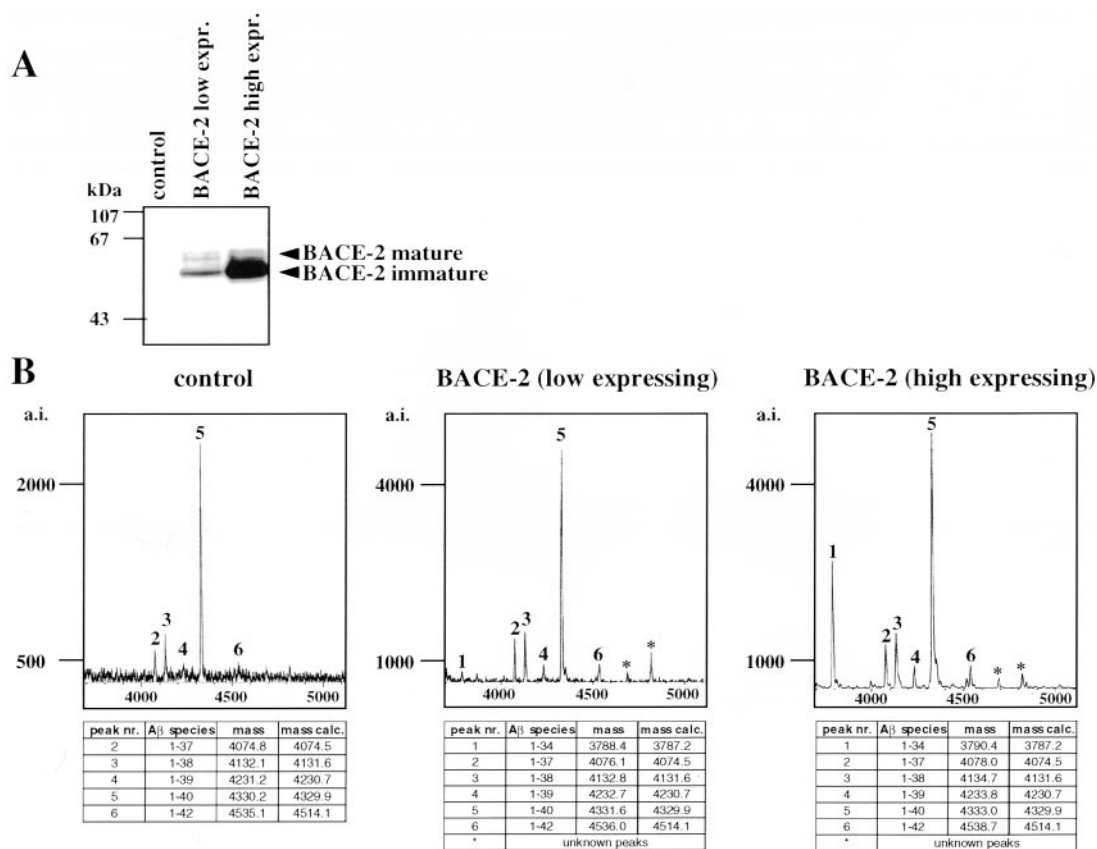 A
control
BACE-2 low expr.
BACE-2 high expr.
kDa
107
67
43
BACE-2 mature
BACE-2 immature
B
control
a.i.
2000
500
2
3
4
5
6
4000
4500
5000
peak nr. Aβ species mass mass calc.
2 1-37 4074.8 4074.5
3 1-38 4132.1 4131.6
4 1-39 4231.2 4230.7
5 1-40 4330.2 4329.9
6 1-42 4535.1 4514.1
BACE-2 (low expressing)
a.i.
4000
1000
1
2
3
4
5
6
*
*
4000
4500
5000
peak nr. Aβ species mass mass calc.
1 1-34 3788.4 3787.2
2 1-37 4076.1 4074.5
3 1-38 4132.8 4131.6
4 1-39 4232.7 4230.7
5 1-40 4331.6 4329.9
6 1-42 4536.0 4514.1
* unknown peaks
BACE-2 (high expressing)
a.i.
4000
1000
1
2
3
4
5
6
*
*
4000
4500
5000
peak nr. Aβ species mass mass calc.
1 1-34 3790.4 3787.2
2 1-37 4078.0 4074.5
3 1-38 4134.7 4131.6
4 1-39 4233.8 4230.7
5 1-40 4333.0 4329.9
6 1-42 4538.7 4514.1
* unknown peaks